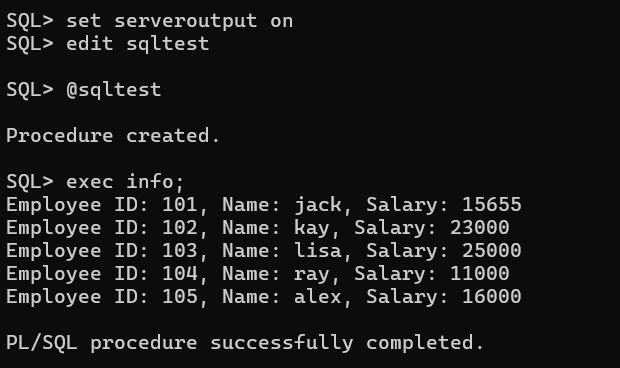 SQL> set serveroutput on
SQL> edit sqltest
SQL> @sqltest
Procedure created.
SQL> exec info;
Employee ID: 101, Name: jack, Salary: 15655
Employee ID: 102, Name: kay, Salary: 23000
Employee ID: 103, Name: lisa, Salary: 25000
Employee ID: 104, Name: ray, Salary: 11000
Employee ID: 105, Name: alex, Salary: 16000
PL/SQL procedure successfully completed.